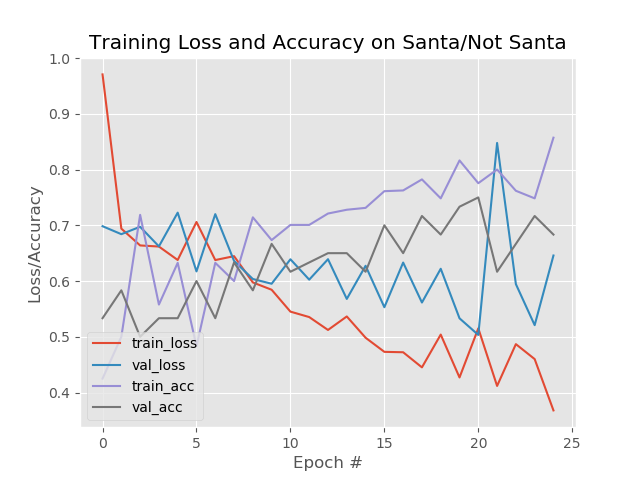 Training Loss and Accuracy on Santa/Not Santa
1.0
0.9
0.8
0.7
0.6
0.5
0.4
Loss/Accuracy
train_loss
val_loss
train_acc
val_acc
0 5 10 15 20 25
Epoch #